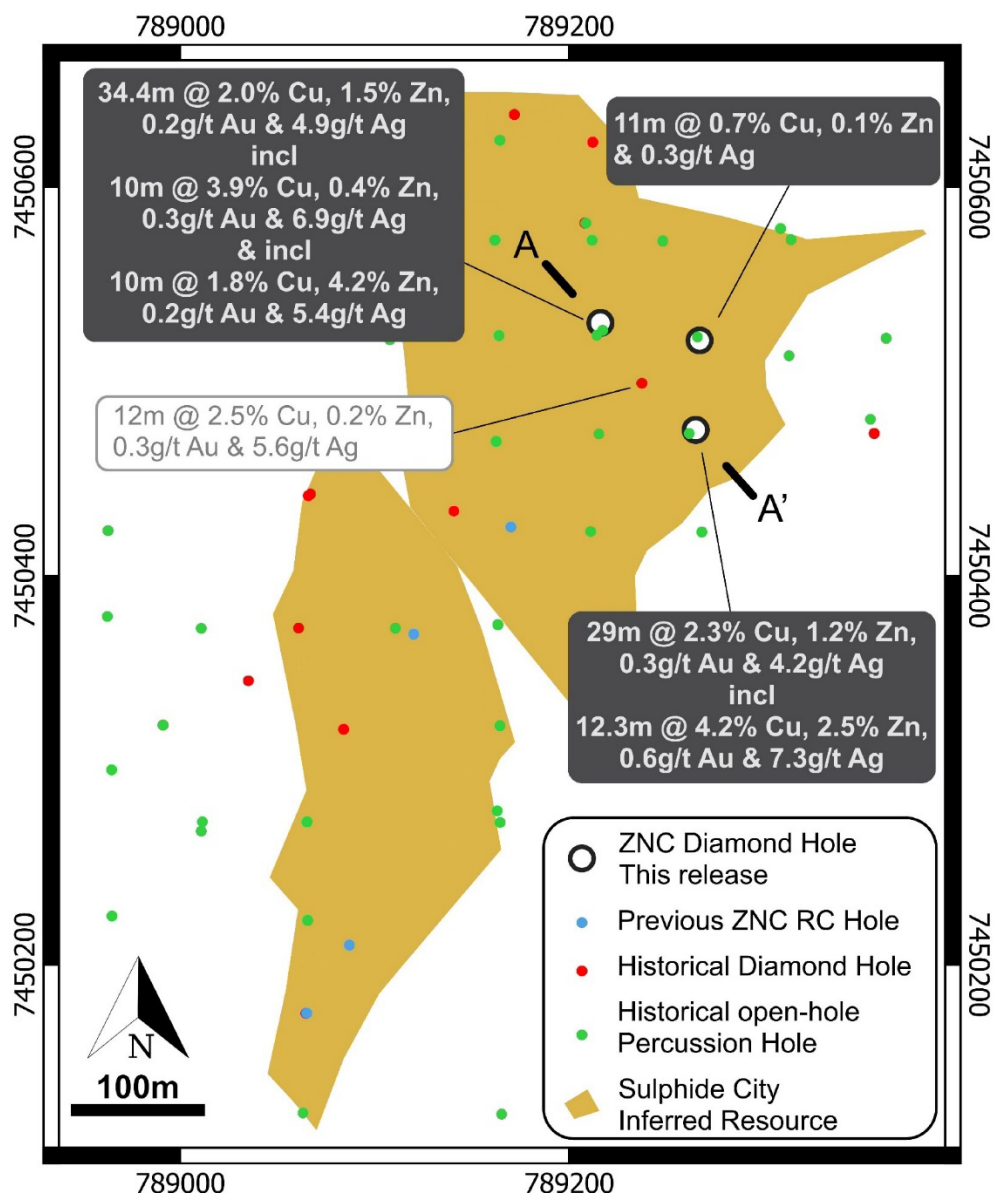 789000
789200
34.4m @ 2.0% Cu, 1.5% Zn,
0.2g/t Au & 4.9g/t Ag
incl
10m @ 3.9% Cu, 0.4% Zn,
0.3g/t Au & 6.9g/t Ag
& incl
10m @ 1.8% Cu, 4.2% Zn,
0.2g/t Au & 5.4g/t Ag
11m @ 0.7% Cu, 0.1% Zn
& 0.3g/t Ag
7450600
7450600
A
12m @ 2.5% Cu, 0.2% Zn,
0.3g/t Au & 5.6g/t Ag
A'
7450400
7450400
29m @ 2.3% Cu, 1.2% Zn,
0.3g/t Au & 4.2g/t Ag
incl
12.3m @ 4.2% Cu, 2.5% Zn,
0.6g/t Au & 7.3g/t Ag
ZNC Diamond Hole
This release
Previous ZNC RC Hole
Historical Diamond Hole
Historical open-hole
Percussion Hole
Sulphide City
Inferred Resource
7450200
7450200
N
100m
789000
789200